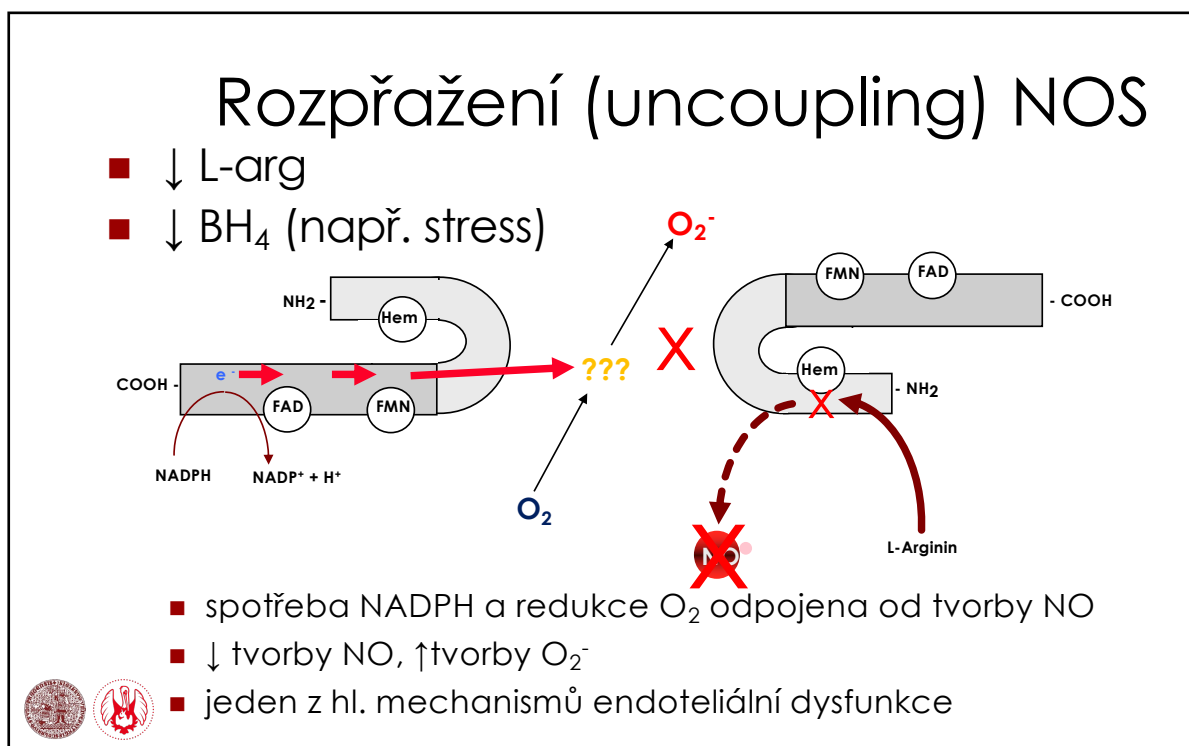 Rozpřažení (uncoupling) NOS
■ ↓ L-arg
■ ↓ BH₄ (např. stress)
O₂⁻
NH2 -
Hem
FMN
FAD
- COOH
COOH -
e⁻
???
X
Hem
- NH2
X
FAD
FMN
NADPH
NADP⁺ + H⁺
O₂
NO
X
L-Arginin
■ spotřeba NADPH a redukce O₂ odpojena od tvorby NO
■ ↓ tvorby NO, ↑tvorby O₂⁻
■ jeden z hl. mechanismů endoteliální dysfunkce